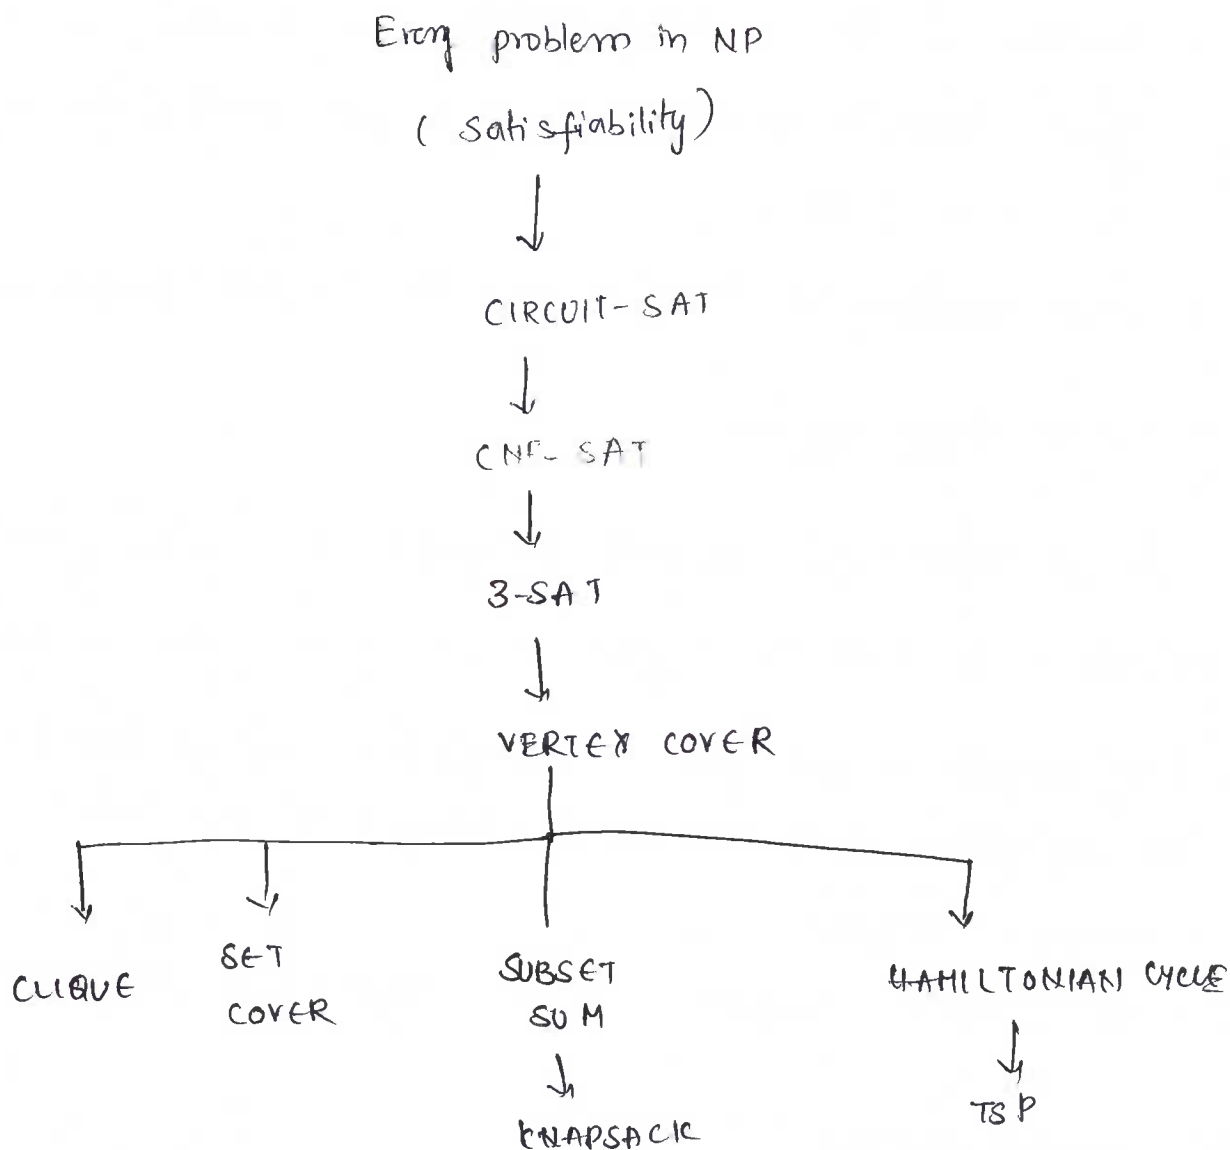 Every problem in NP
(satisfiability)
CIRCUIT-SAT
CNF-SAT
3-SAT
VERTEX COVER
CLIQUE
SET
COVER
SUBSET
SUM
HAMILTONIAN CYCLE
KNAPSACK
TSP